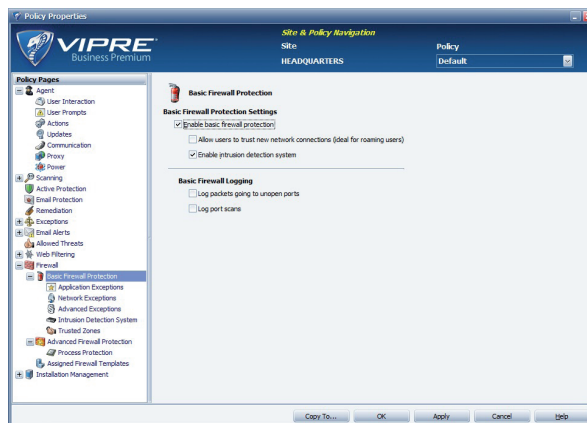 Policy Properties
VIPRE
Business Premium
Site & Policy Navigation
Site
Policy
HEADQUARTERS
Default
Policy Pages
Agent
User Interaction
User Prompts
Actions
Updates
Communication
Proxy
Power
Scanning
Active Protection
Email Protection
Remediation
Exceptions
Email Alerts
Allowed Threats
Web Filtering
Firewall
Basic Firewall Protection
Application Exceptions
Network Exceptions
Advanced Exceptions
Intrusion Detection System
Trusted Zones
Advanced Firewall Protection
Process Protection
Assigned Firewall Templates
Installation Management
Basic Firewall Protection
Basic Firewall Protection Settings
Enable basic firewall protection
Allow users to trust new network connections (ideal for roaming users)
Enable intrusion detection system
Basic Firewall Logging
Log packets going to unopen ports
Log port scans
Copy To...
OK
Apply
Cancel
Help